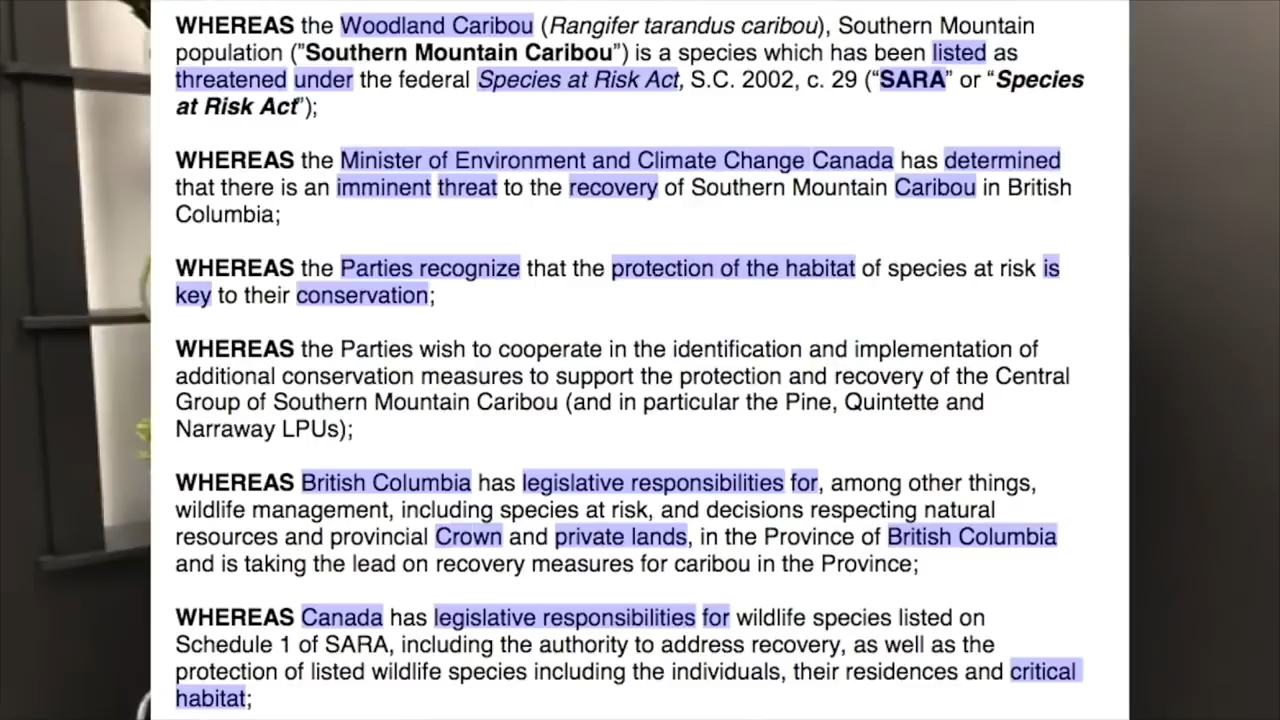 WHEREAS the Woodland Caribou (Rangifer tarandus caribou), Southern Mountain
population (”Southern Mountain Caribou”) is a species which has been listed as
threatened under the federal Species at Risk Act, S.C. 2002, c. 29 (“SARA” or “Species
at Risk Act”);
WHEREAS the Minister of Environment and Climate Change Canada has determined
that there is an imminent threat to the recovery of Southern Mountain Caribou in British
Columbia;
WHEREAS the Parties recognize that the protection of the habitat of species at risk is
key to their conservation;
WHEREAS the Parties wish to cooperate in the identification and implementation of
additional conservation measures to support the protection and recovery of the Central
Group of Southern Mountain Caribou (and in particular the Pine, Quintette and
Narraway LPUs);
WHEREAS British Columbia has legislative responsibilities for, among other things,
wildlife management, including species at risk, and decisions respecting natural
resources and provincial Crown and private lands, in the Province of British Columbia
and is taking the lead on recovery measures for caribou in the Province;
WHEREAS Canada has legislative responsibilities for wildlife species listed on
Schedule 1 of SARA, including the authority to address recovery, as well as the
protection of listed wildlife species including the individuals, their residences and critical
habitat;